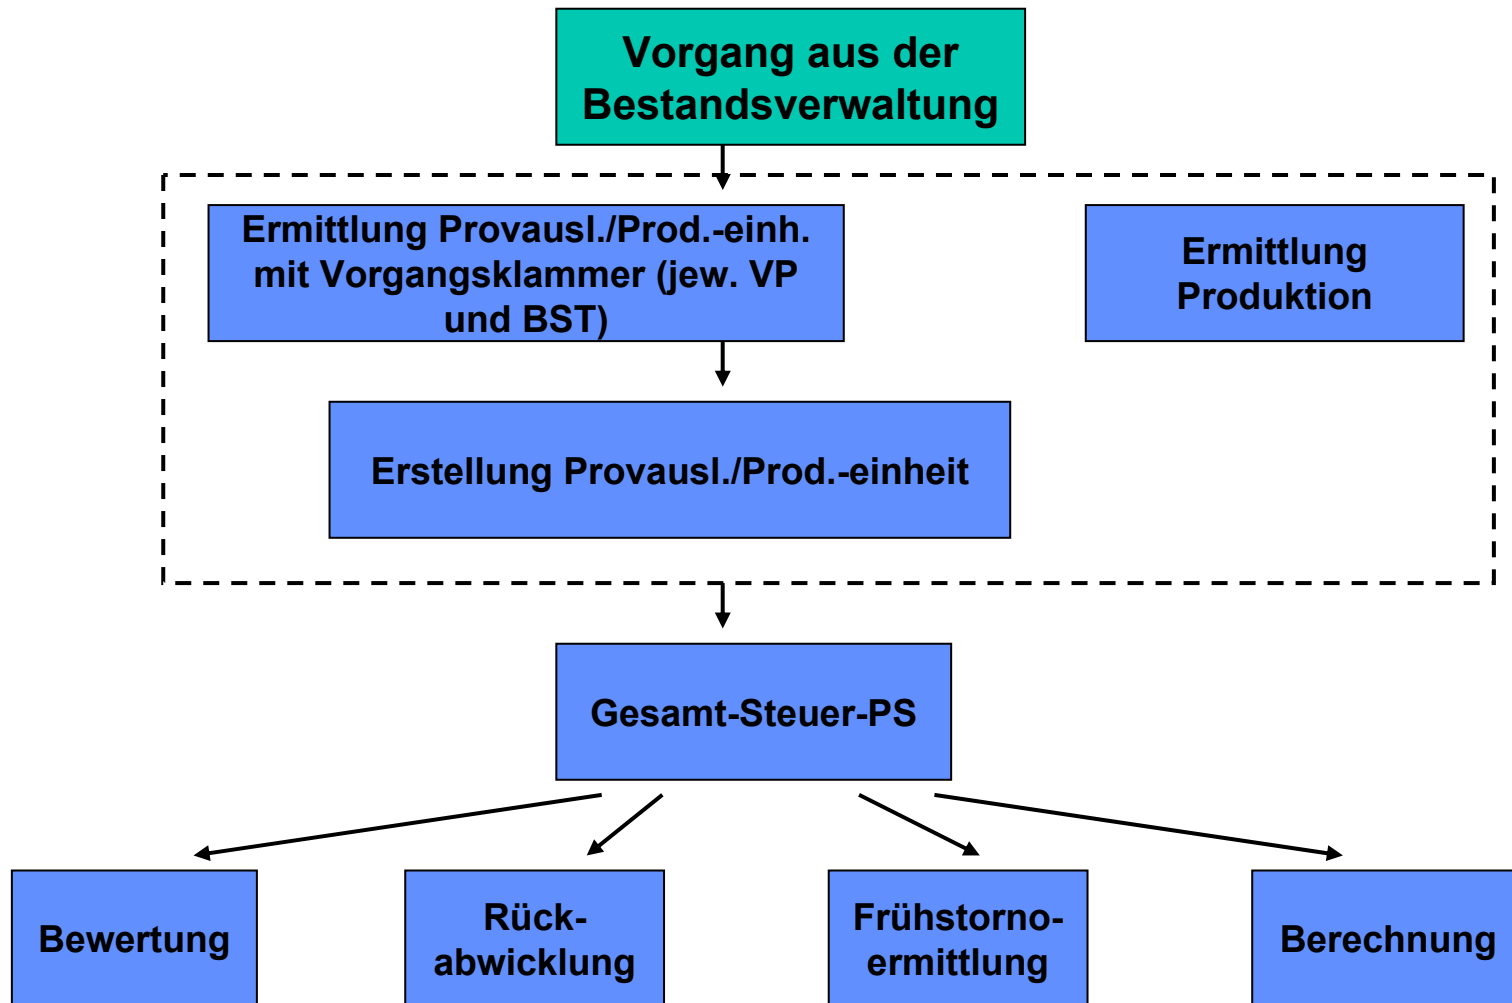 Vorgang aus der
Bestandsverwaltung
Ermittlung Provausl./Prod.-einh.
mit Vorgangsklammer (jew. VP
und BST)
Ermittlung
Produktion
Erstellung Provausl./Prod.-einheit
Gesamt-Steuer-PS
Bewertung
Rück-
abwicklung
Frühstorno-
ermittlung
Berechnung